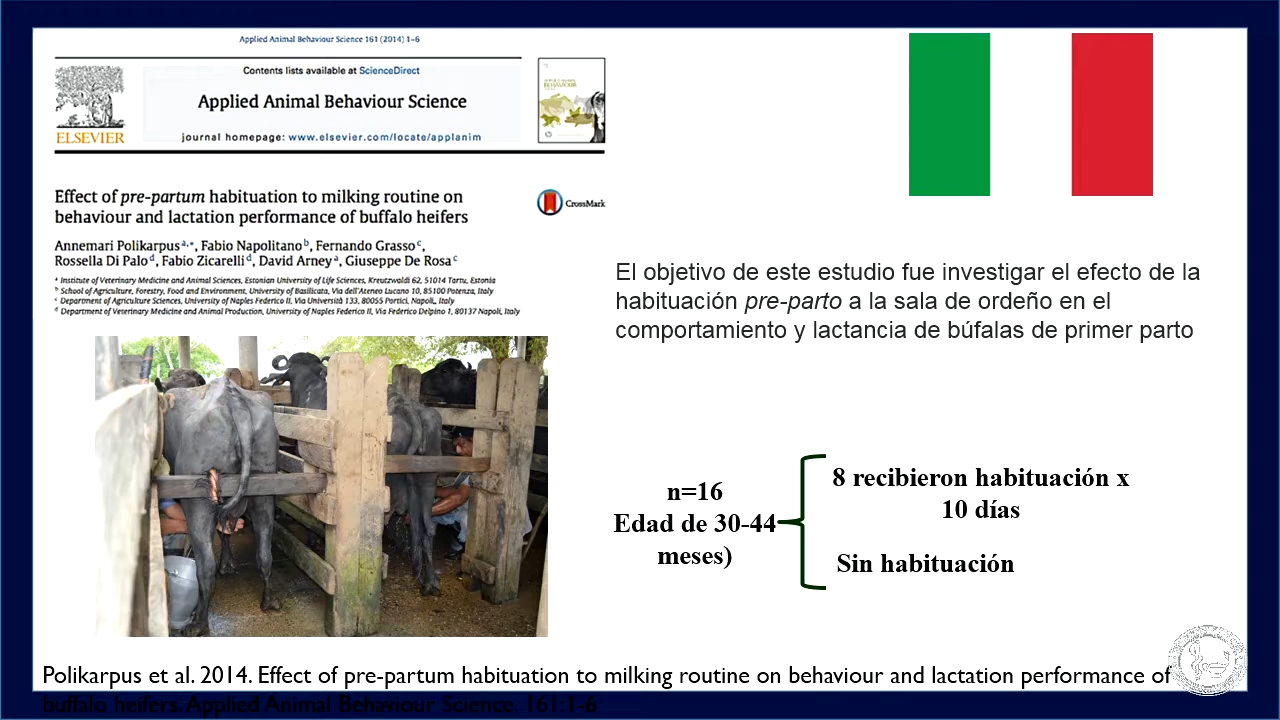 Applied Animal Behaviour Science 161 (2014) 1–6
Contents lists available at ScienceDirect
Applied Animal Behaviour Science
journal homepage: www.elsevier.com/locate/applanim
ELSEVIER
Effect of pre-partum habituation to milking routine on
behaviour and lactation performance of buffalo heifers
CrossMark
Annemari Polikarpus a,*, Fabio Napolitano b, Fernando Grasso c,
Rossella Di Palo d, Fabio Zicarelli d, David Arney a, Giuseppe De Rosa c
a Institute of Veterinary Medicine and Animal Sciences, Estonian University of Life Sciences, Kreutzwaldi 62, 51014 Tartu, Estonia
b School of Agriculture, Forestry, Food and Environment, University of Basilicata, Via dell'Ateneo Lucano 10, 85100 Potenza, Italy
c Department of Agriculture Sciences, University of Naples Federico II, Via Università 133, 80055 Portici, Napoli,, Italy
d Department of Veterinary Medicine and Animal Production, University of Naples Federico II, Via Federico Delpino 1, 80137 Napoli, Italy
El objetivo de este estudio fue investigar el efecto de la
habituación pre-parto a la sala de ordeño en el
comportamiento y lactancia de búfalas de primer parto
n=16
Edad de 30-44
meses)
8 recibieron habituación x
10 días
Sin habituación
Polikarpus et al. 2014. Effect of pre-partum habituation to milking routine on behaviour and lactation performance of
buffalo heifers. Applied Animal Behaviour Science. 161:1-6